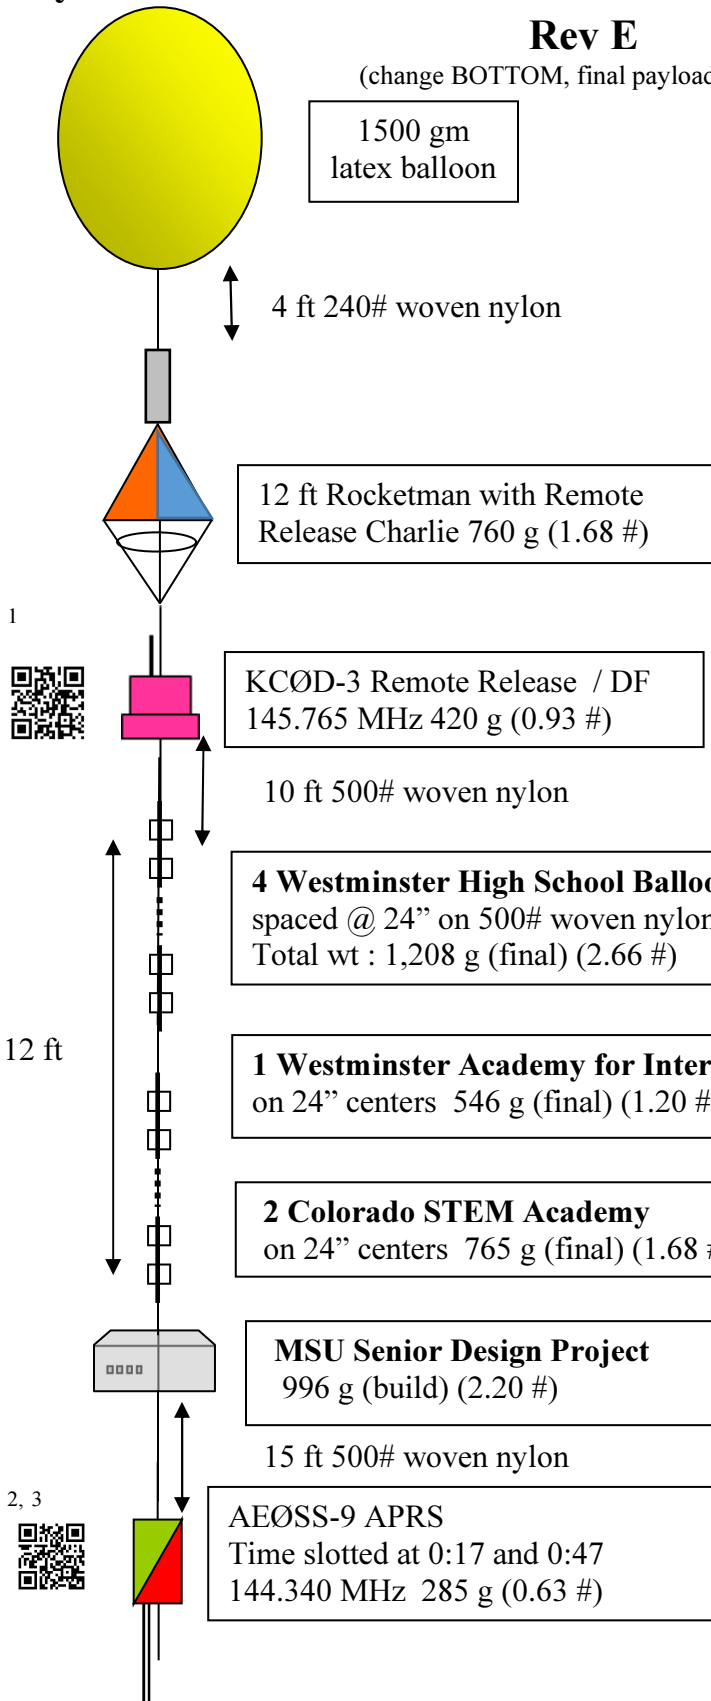 Rev E
(change BOTTOM, final payload
1500 gm
latex balloon
4 ft 240# woven nylon
12 ft Rocketman with Remote
Release Charlie 760 g (1.68 #)
1
KCØD-3 Remote Release / DF
145.765 MHz 420 g (0.93 #)
10 ft 500# woven nylon
4 Westminster High School Balloo
spaced @ 24” on 500# woven nylon
Total wt : 1,208 g (final) (2.66 #)
12 ft
1 Westminster Academy for Inter
on 24” centers 546 g (final) (1.20 #
2 Colorado STEM Academy
on 24” centers 765 g (final) (1.68 #
MSU Senior Design Project
996 g (build) (2.20 #)
15 ft 500# woven nylon
2, 3
AEØSS-9 APRS
Time slotted at 0:17 and 0:47
144.340 MHz 285 g (0.63 #)